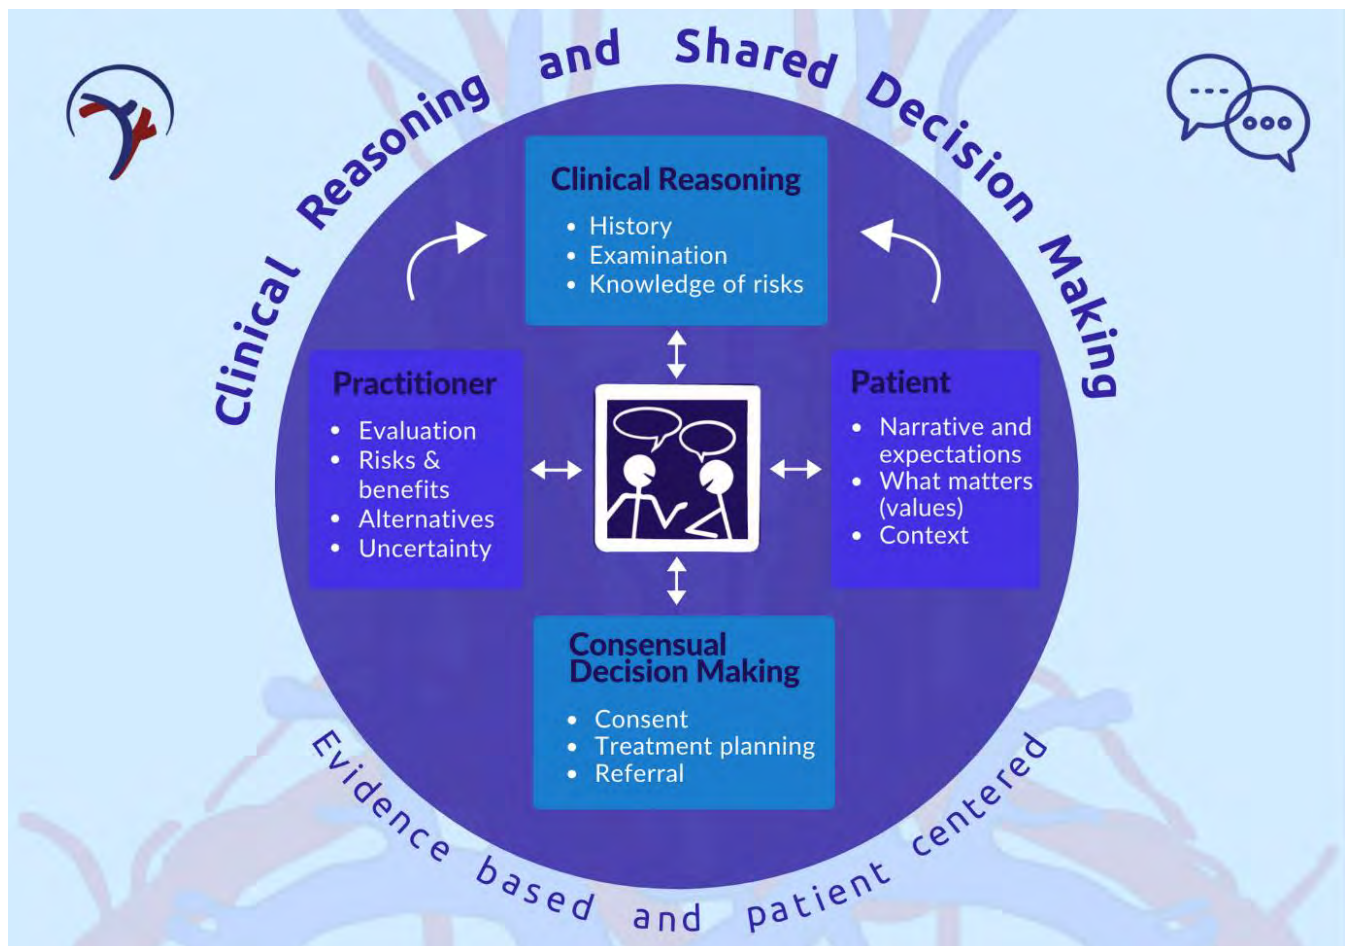 Clinical Reasoning and Shared Decision Making
Clinical Reasoning
• History
• Examination
• Knowledge of risks
Practitioner
• Evaluation
• Risks &
benefits
• Alternatives
• Uncertainty
Patient
• Narrative and
expectations
• What matters
(values)
• Context
Consensual
Decision Making
• Consent
• Treatment planning
• Referral
Evidence based and patient centered